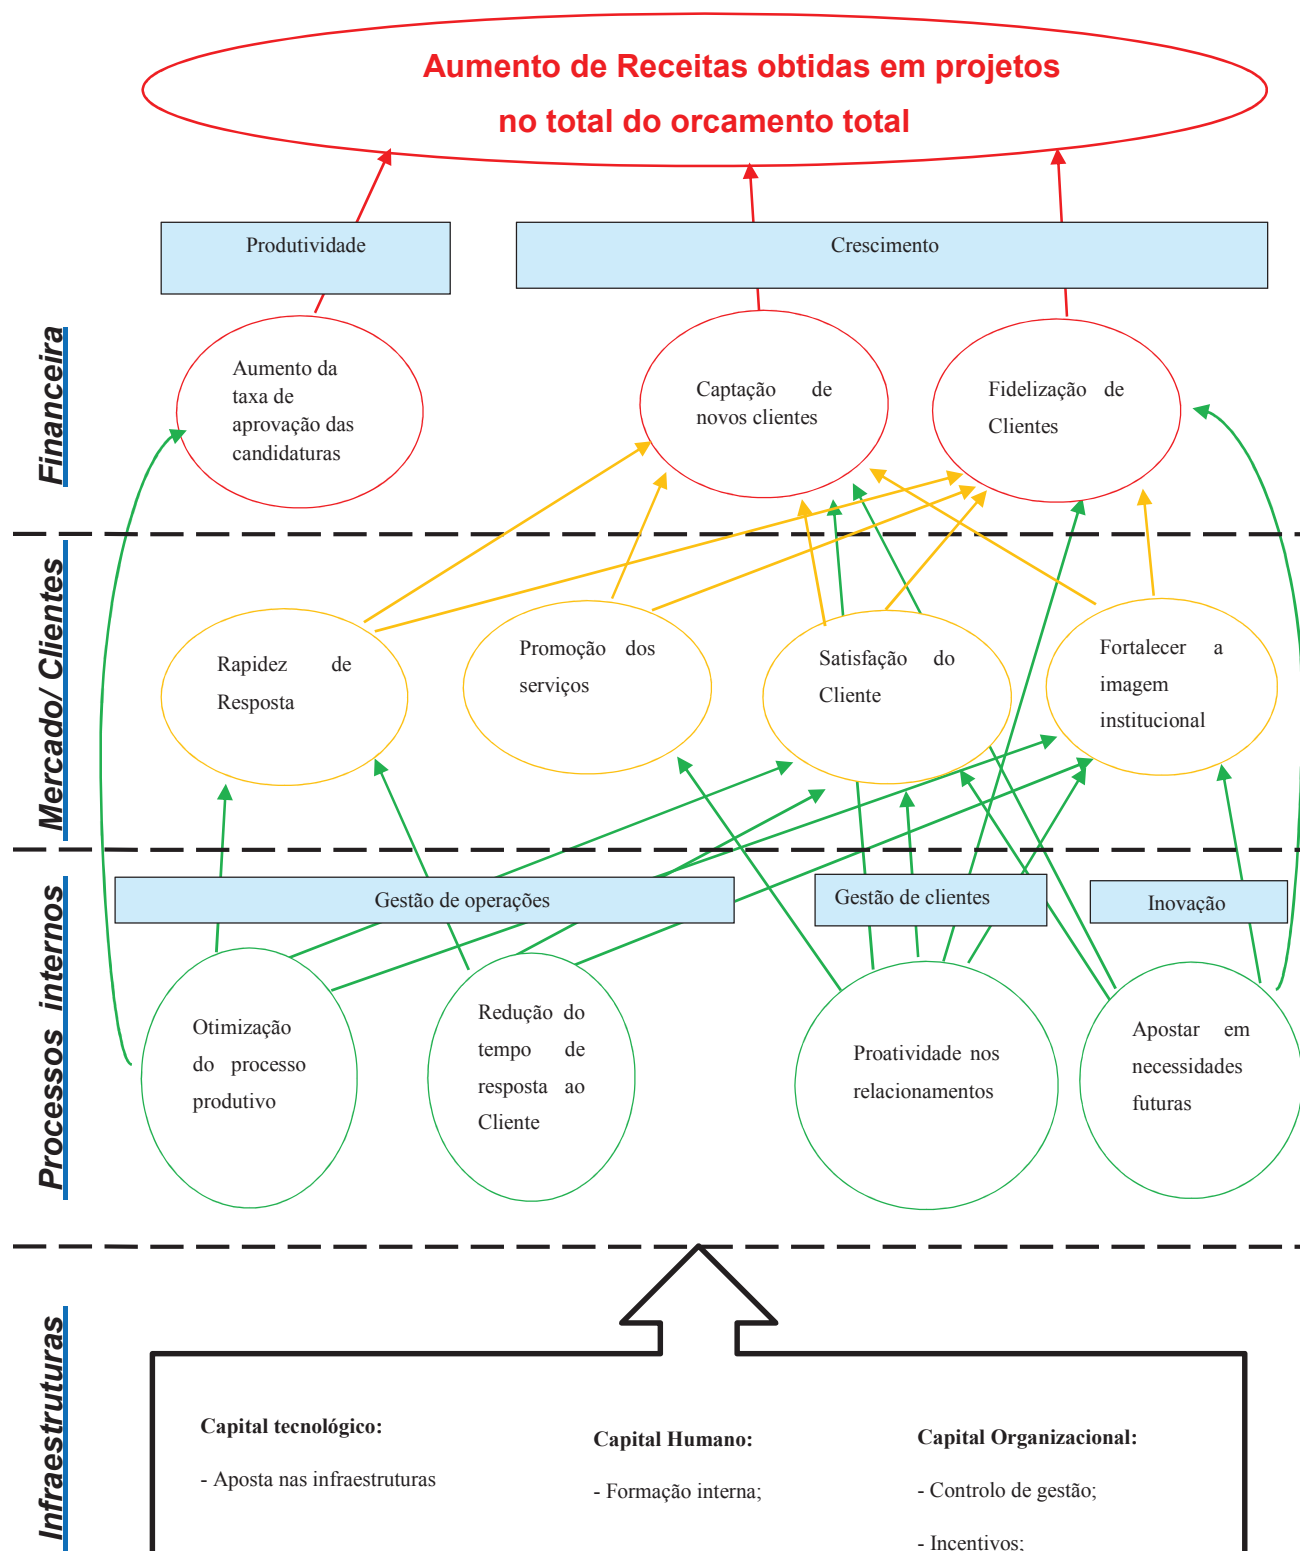 Aumento de Receitas obtidas em projetos
no total do orcamento total
Produtividade
Crescimento
Financeira
Aumento da
taxa de
aprovação das
candidaturas
Captação de
novos clientes
Fidelização de
Clientes
Mercado/ Clientes
Rapidez de
Resposta
Promoção dos
serviços
Satisfação do
Cliente
Fortalecer a
imagem
institucional
Processos internos
Gestão de operações
Gestão de clientes
Inovação
Otimização
do processo
produtivo
Redução do
tempo de
resposta ao
Cliente
Proatividade nos
relacionamentos
Apostar em
necessidades
futuras
Infraestruturas
Capital tecnológico:
- Aposta nas infraestruturas
Capital Humano:
- Formação interna;
Capital Organizacional:
- Controlo de gestão;
- Incentivos;